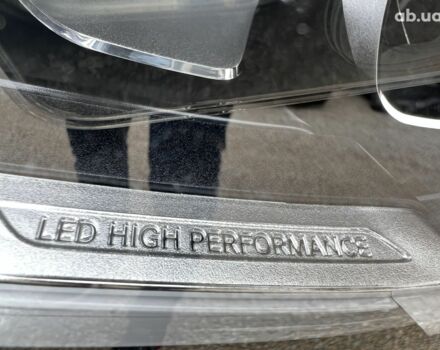 ab.ua
LED HIGH PERFORMANCE